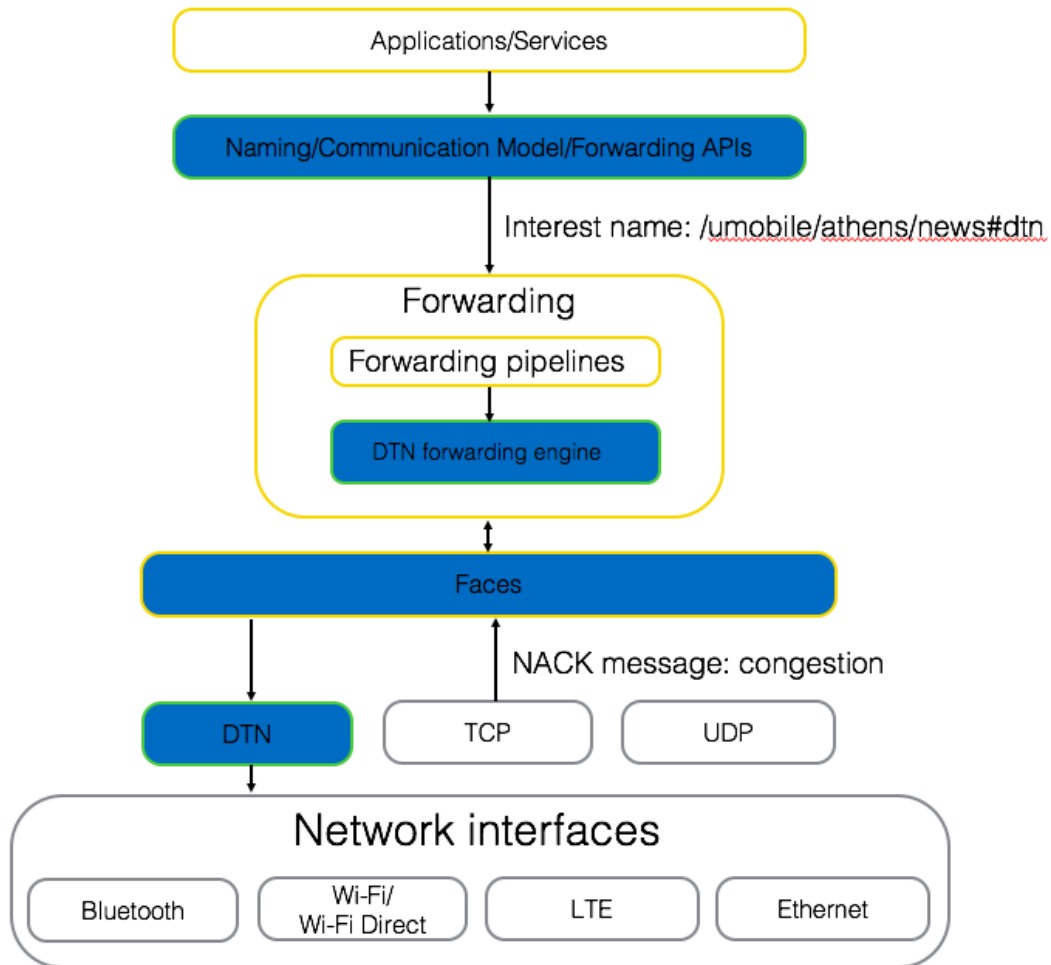 Applications/Services
Naming/Communication Model/Forwarding APIs
Interest name: /umobile/athens/news#dtn
Forwarding
Forwarding pipelines
DTN forwarding engine
Faces
NACK message: congestion
DTN
TCP
UDP
Network interfaces
Bluetooth
Wi-Fi/
Wi-Fi Direct
LTE
Ethernet